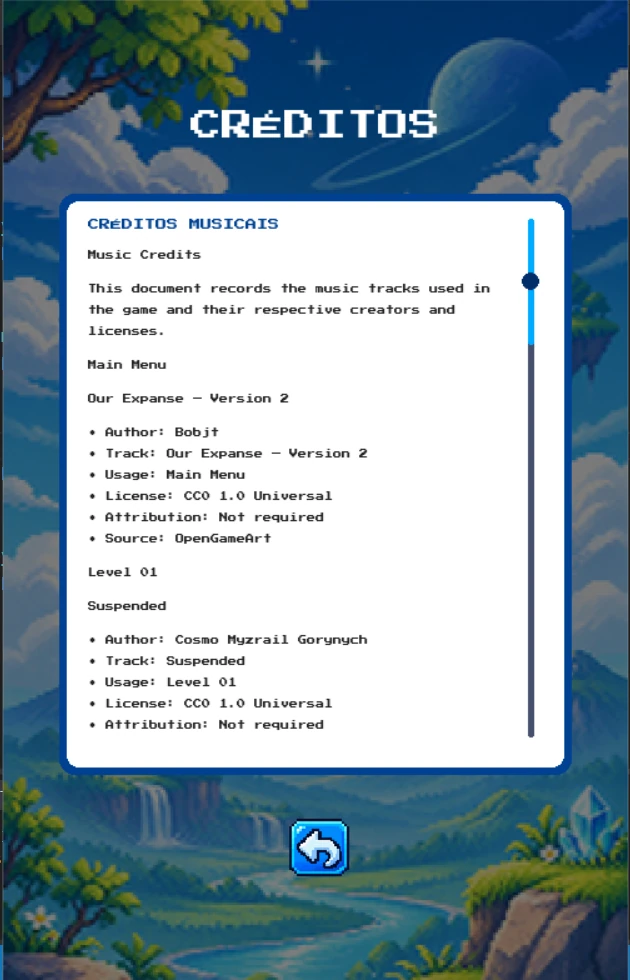 CRéDITOS
CRéDITOS MUSICAIS
Music Credits
This document records the music tracks used in
the game and their respective creators and
licenses.
Main Menu
Our Expanse – Version 2
• Author: Bobjt
• Track: Our Expanse – Version 2
• Usage: Main Menu
• License: CC0 1.0 Universal
• Attribution: Not required
• Source: OpenGameArt
Level 01
Suspended
• Author: Cosmo Myzrail Gorynych
• Track: Suspended
• Usage: Level 01
• License: CC0 1.0 Universal
• Attribution: Not required